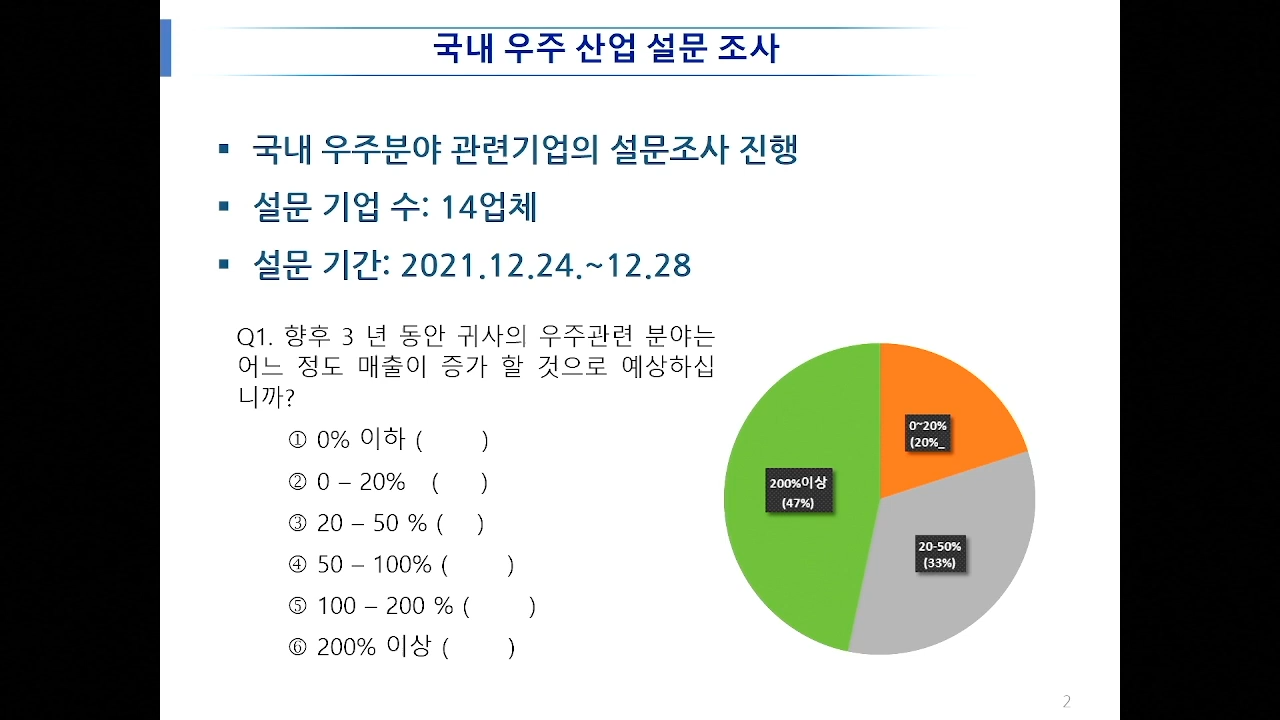 국내 우주 산업 설문 조사
▪ 국내 우주분야 관련기업의 설문조사 진행
▪ 설문 기업 수: 14업체
▪ 설문 기간: 2021.12.24.~12.28
Q1. 향후 3 년 동안 귀사의 우주관련 분야는
어느 정도 매출이 증가 할 것으로 예상하십
니까?
① 0% 이하 ( )
② 0 – 20% ( )
③ 20 – 50 % ( )
④ 50 – 100% ( )
⑤ 100 – 200 % ( )
⑥ 200% 이상 ( )
0~20%
(20%_
200%이상
(47%)
20-50%
(33%)
2